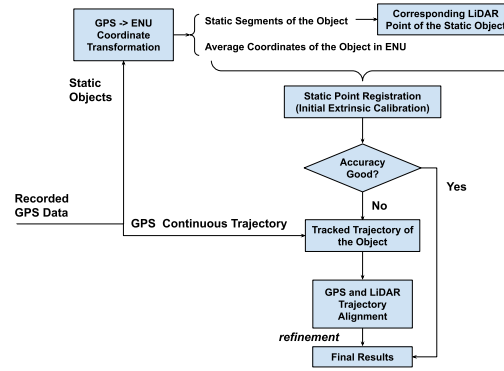 GPS -> ENU
Coordinate
Transformation
Static Segments of the Object
Average Coordinates of the Object in ENU
Corresponding LiDAR
Point of the Static Object
Static
Objects
Static Point Registration
(Initial Extrinsic Calibration)
Accuracy
Good?
Yes
No
Recorded
GPS Data
GPS Continuous Trajectory
Tracked Trajectory of
the Object
GPS and LiDAR
Trajectory
Alignment
refinement
Final Results